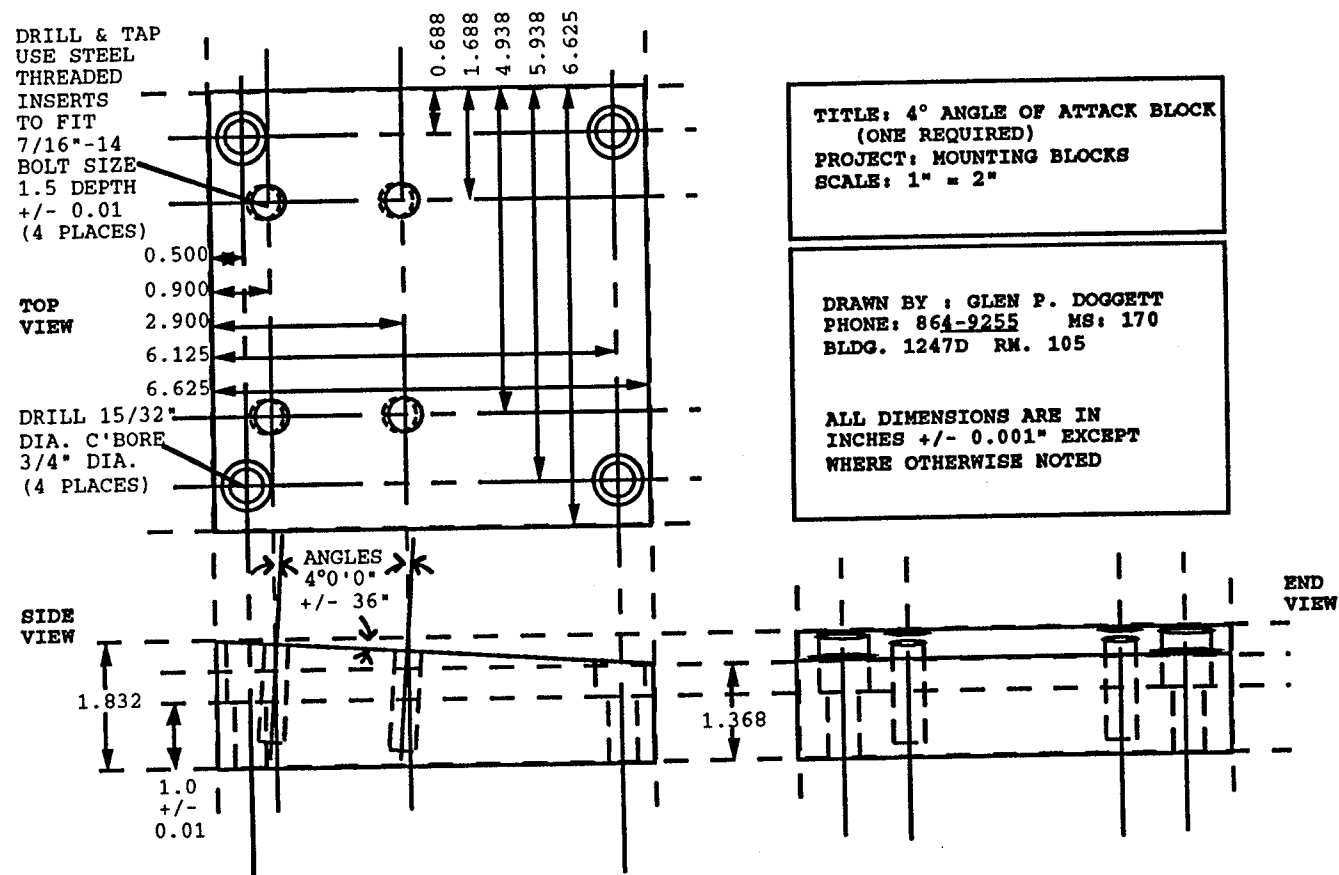 DRILL & TAP
USE STEEL
THREADED
INSERTS
TO FIT
7/16"-14
BOLT SIZE
1.5 DEPTH
+/- 0.01
(4 PLACES)
0.688
1.688
4.938
5.938
6.625
0.500
0.900
TOP
VIEW
2.900
6.125
6.625
DRILL 15/32"
DIA. C'BORE
3/4" DIA.
(4 PLACES)
TITLE: 4° ANGLE OF ATTACK BLOCK
(ONE REQUIRED)
PROJECT: MOUNTING BLOCKS
SCALE: 1" = 2"
DRAWN BY : GLEN P. DOGGETT
PHONE: 864-9255 MS: 170
BLDG. 1247D RM. 105
ALL DIMENSIONS ARE IN
INCHES +/- 0.001" EXCEPT
WHERE OTHERWISE NOTED
ANGLES
4°0'0"
+/- 36"
SIDE
VIEW
1.832
1.0
+/-
0.01
1.368
END
VIEW